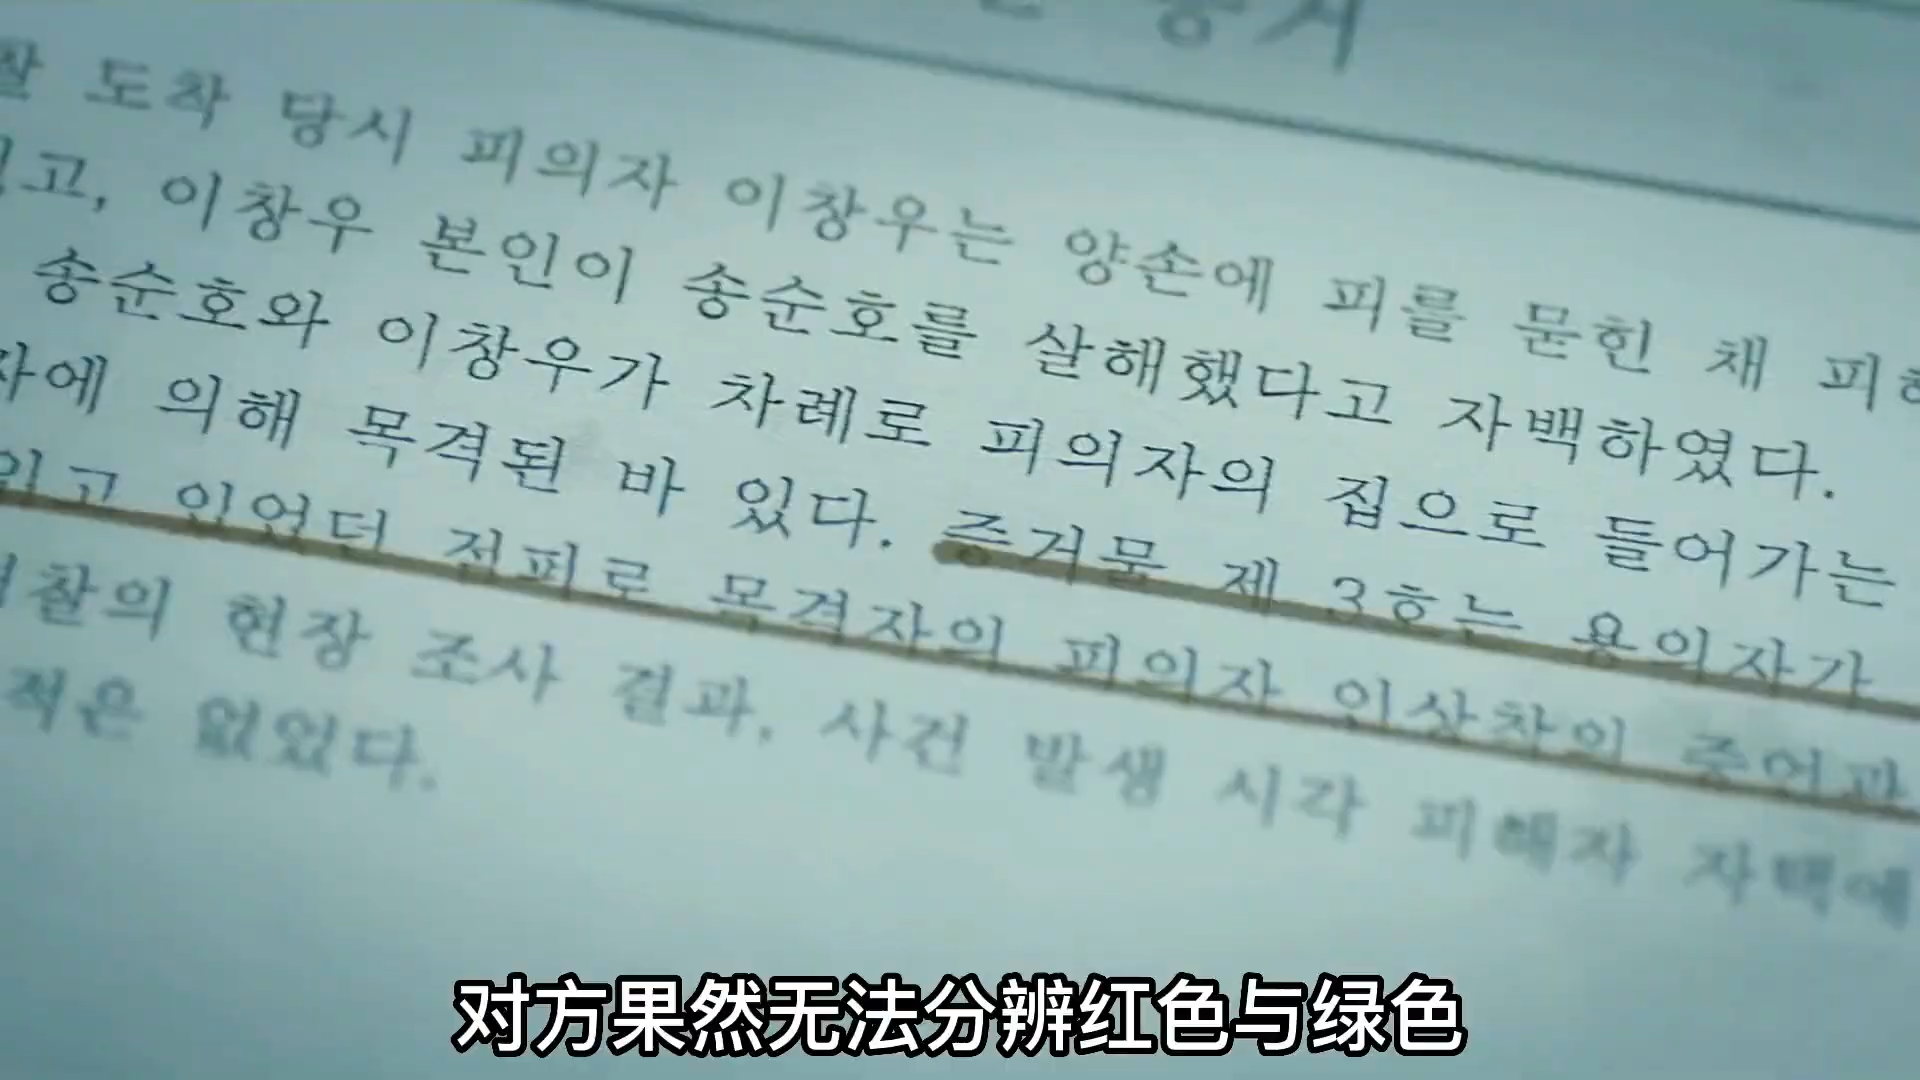 도착 당시 피의자 이창우는 양손에 피를 묻힌 채
고, 이창우 본인이 송순호를 살해했다고 자백하였다.
송순호와 이창우가 차례로 피의자의 집으로 들어가는
자에 의해 목격된 바 있다. 증거물 제 3호는 용의자가
입고 있었던 점퍼로 목격자의 피의자 인상착의 증언과
경찰의 현장 조사 결과, 사건 발생 시각 피해자 자택에
적은 없었다.
对方果然无法分辨红色与绿色